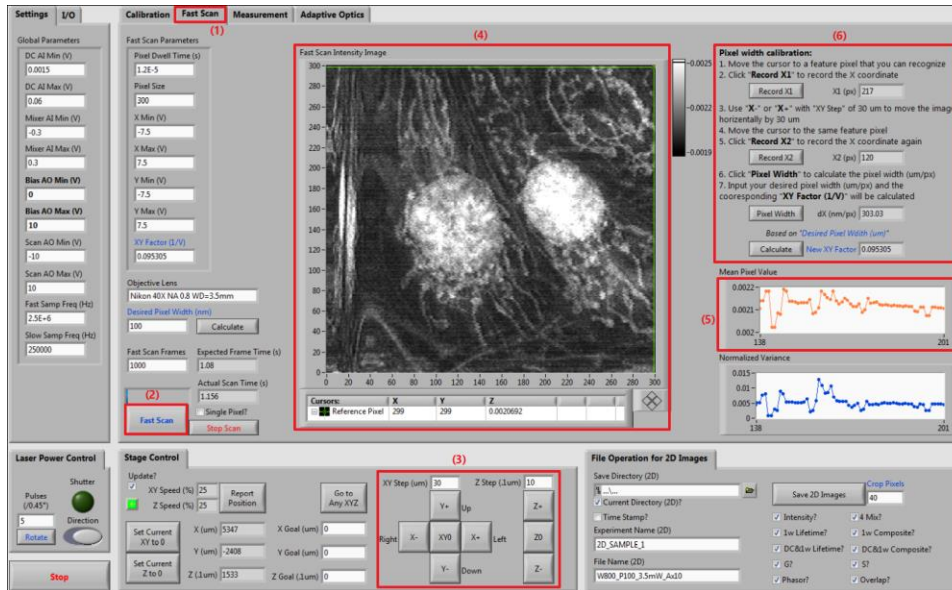 Settings I/O
Global Parameters
DC AI Min (V)
0.0015
DC AI Max (V)
0.06
Mixer AI Min (V)
-0.3
Mixer AI Max (V)
0.3
Bias AO Min (V)
0
Bias AO Max (V)
10
Scan AO Min (V)
-10
Scan AO Max (V)
10
Fast Samp Freq (Hz)
2.5E+6
Slow Samp Freq (Hz)
250000
Calibration Fast Scan Measurement Adaptive Optics
(1)
Fast Scan Parameters
Pixel Dwell Time (s)
1.2E-5
Pixel Size
300
X Min (V)
-7.5
X Max (V)
7.5
Y Min (V)
-7.5
Y Max (V)
7.5
XY Factor (1/V)
0.095305
Objective Lens
Nikon 40X NA 0.8 WD=3.5mm
Desired Pixel Width (nm)
100 Calculate
Fast Scan Frames Expected Frame Time (s)
1000 1.08
Actual Scan Time (s)
1.156
(2)
Single Pixel?
Fast Scan
Stop Scan
(4)
Fast Scan Intensity Image
300
280
260
240
220
200
180
160
140
120
100
80
60
40
20
0
0 20 40 60 80 100 120 140 160 180 200 220 240 260 280 300
-0.0025
-0.0022
-0.0019
Cursors: X Y Z
Reference Pixel 299 299 0.0020692
(6)
Pixel width calibration:
1. Move the cursor to a feature pixel that you can recognize
2. Click "Record X1" to record the X coordinate
Record X1 X1 (px) 217
3. Use "X-" or "X+" with "XY Step" of 30 um to move the image
horizentally by 30 um
4. Move the cursor to the same feature pixel
5. Click "Record X2" to record the X coordinate again
Record X2 X2 (px) 120
6. Click "Pixel Width" to calculate the pixel width (um/px)
7. Input your desired pixel width (um/px) and the
cooresponding "XY Factor (1/V)" will be calculated
Pixel Width dX (nm/px) 303.03
Based on "Desired Pixel Width (um)"
Calculate New XY Factor 0.095305
Mean Pixel Value
(5)
0.0022
0.0021
0.002
138 201
Normalized Variance
0.015
0.01
0.005
0
138 201
Laser Power Control
Shutter
Pulses
(/0.45°)
5
Direction
Rotate
Stop
Stage Control
(3)
Update?
XY Speed (%) 25
Z Speed (%) 25
Report
Position
Go to
Any XYZ
Set Current
XY to 0
Set Current
Z to 0
X (um) 5347 X Goal (um) 0
Y (um) -2408 Y Goal (um) 0
Z (.1um) 1533 Z Goal (.1um) 0
XY Step (um) 30 Z Step (.1um) 10
Y+ Up Z+
Right X- XY0 X+ Left Z0
Y- Down Z-
File Operation for 2D Images
Save Directory (2D)
..\...
Current Directory (2D)?
Time Stamp?
Experiment Name (2D)
2D_SAMPLE_1
File Name (2D)
W800_P100_3.5mW_Ax10
Save 2D Images
Crop Pixels
40
Intensity? 4 Mix?
1w Lifetime? 1w Composite?
DC&1w Lifetime? DC&1w Composite?
G? S?
Phasor? Overlap?